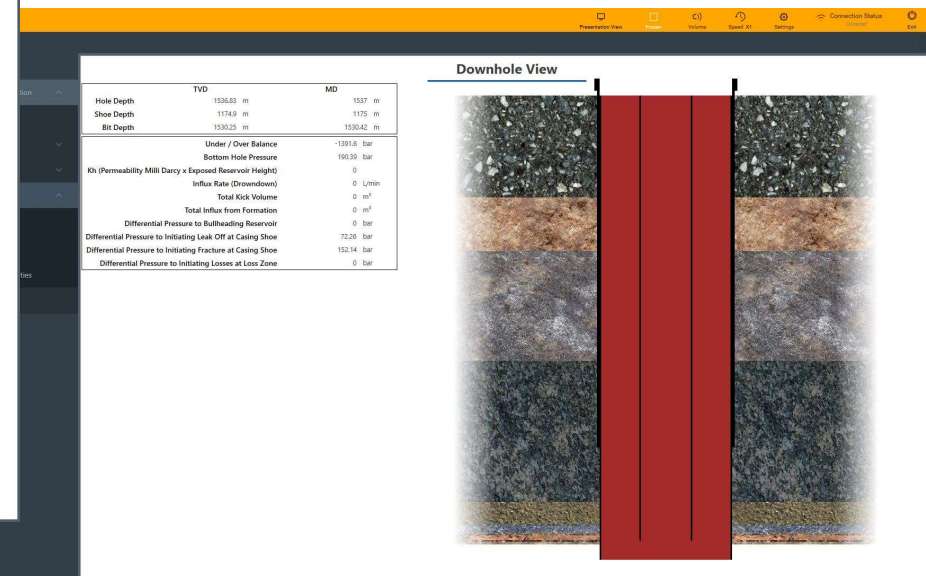 Presentation View
Frozen
Volume
Speed X1
Settings
Connection Status
Connected
Exit
tion
ties
Downhole View
TVD MD
Hole Depth 1536.83 m 1537 m
Shoe Depth 1174.9 m 1175 m
Bit Depth 1530.25 m 1530.42 m
Under / Over Balance -1391.6 bar
Bottom Hole Pressure 190.39 bar
Kh (Permeability Milli Darcy x Exposed Reservoir Height) 0
Influx Rate (Drowndown) 0 L/min
Total Kick Volume 0 m³
Total Influx from Formation 0 m³
Differential Pressure to Bullheading Reservoir 0 bar
Differential Pressure to Initiating Leak Off at Casing Shoe 72.26 bar
Differential Pressure to Initiating Fracture at Casing Shoe 152.14 bar
Differential Pressure to Initiating Losses at Loss Zone 0 bar